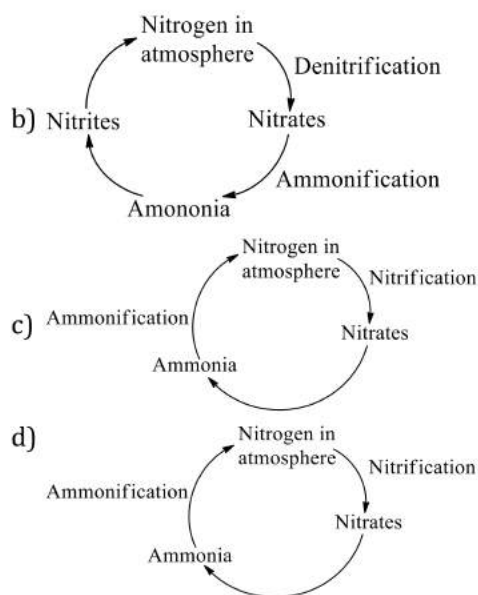 Nitrogen in
atmosphere
Denitrification
b) Nitrites
Nitrates
Ammonification
Amononia
Nitrogen in
atmosphere
Nitrification
Ammonification
c)
Nitrates
Ammonia
d)
Nitrogen in
atmosphere
Nitrification
Ammonification
Nitrates
Ammonia